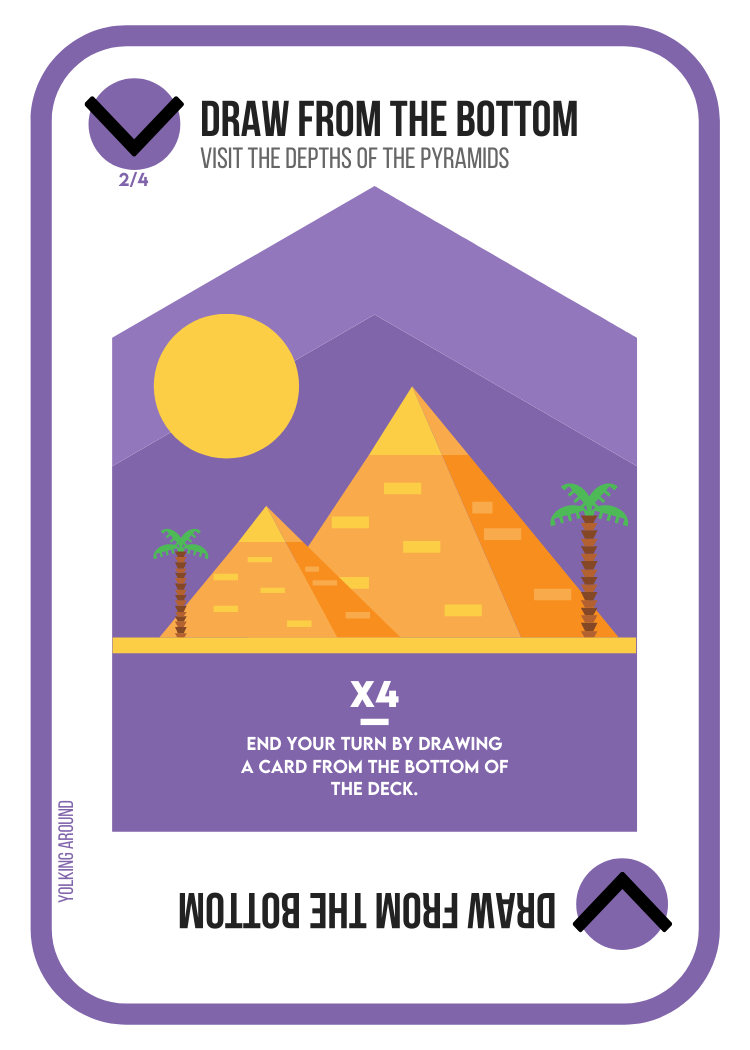 DRAW FROM THE BOTTOM
VISIT THE DEPTHS OF THE PYRAMIDS
2/4
X4
END YOUR TURN BY DRAWING
A CARD FROM THE BOTTOM OF
THE DECK.
YOLKING AROUND
DRAW FROM THE BOTTOM